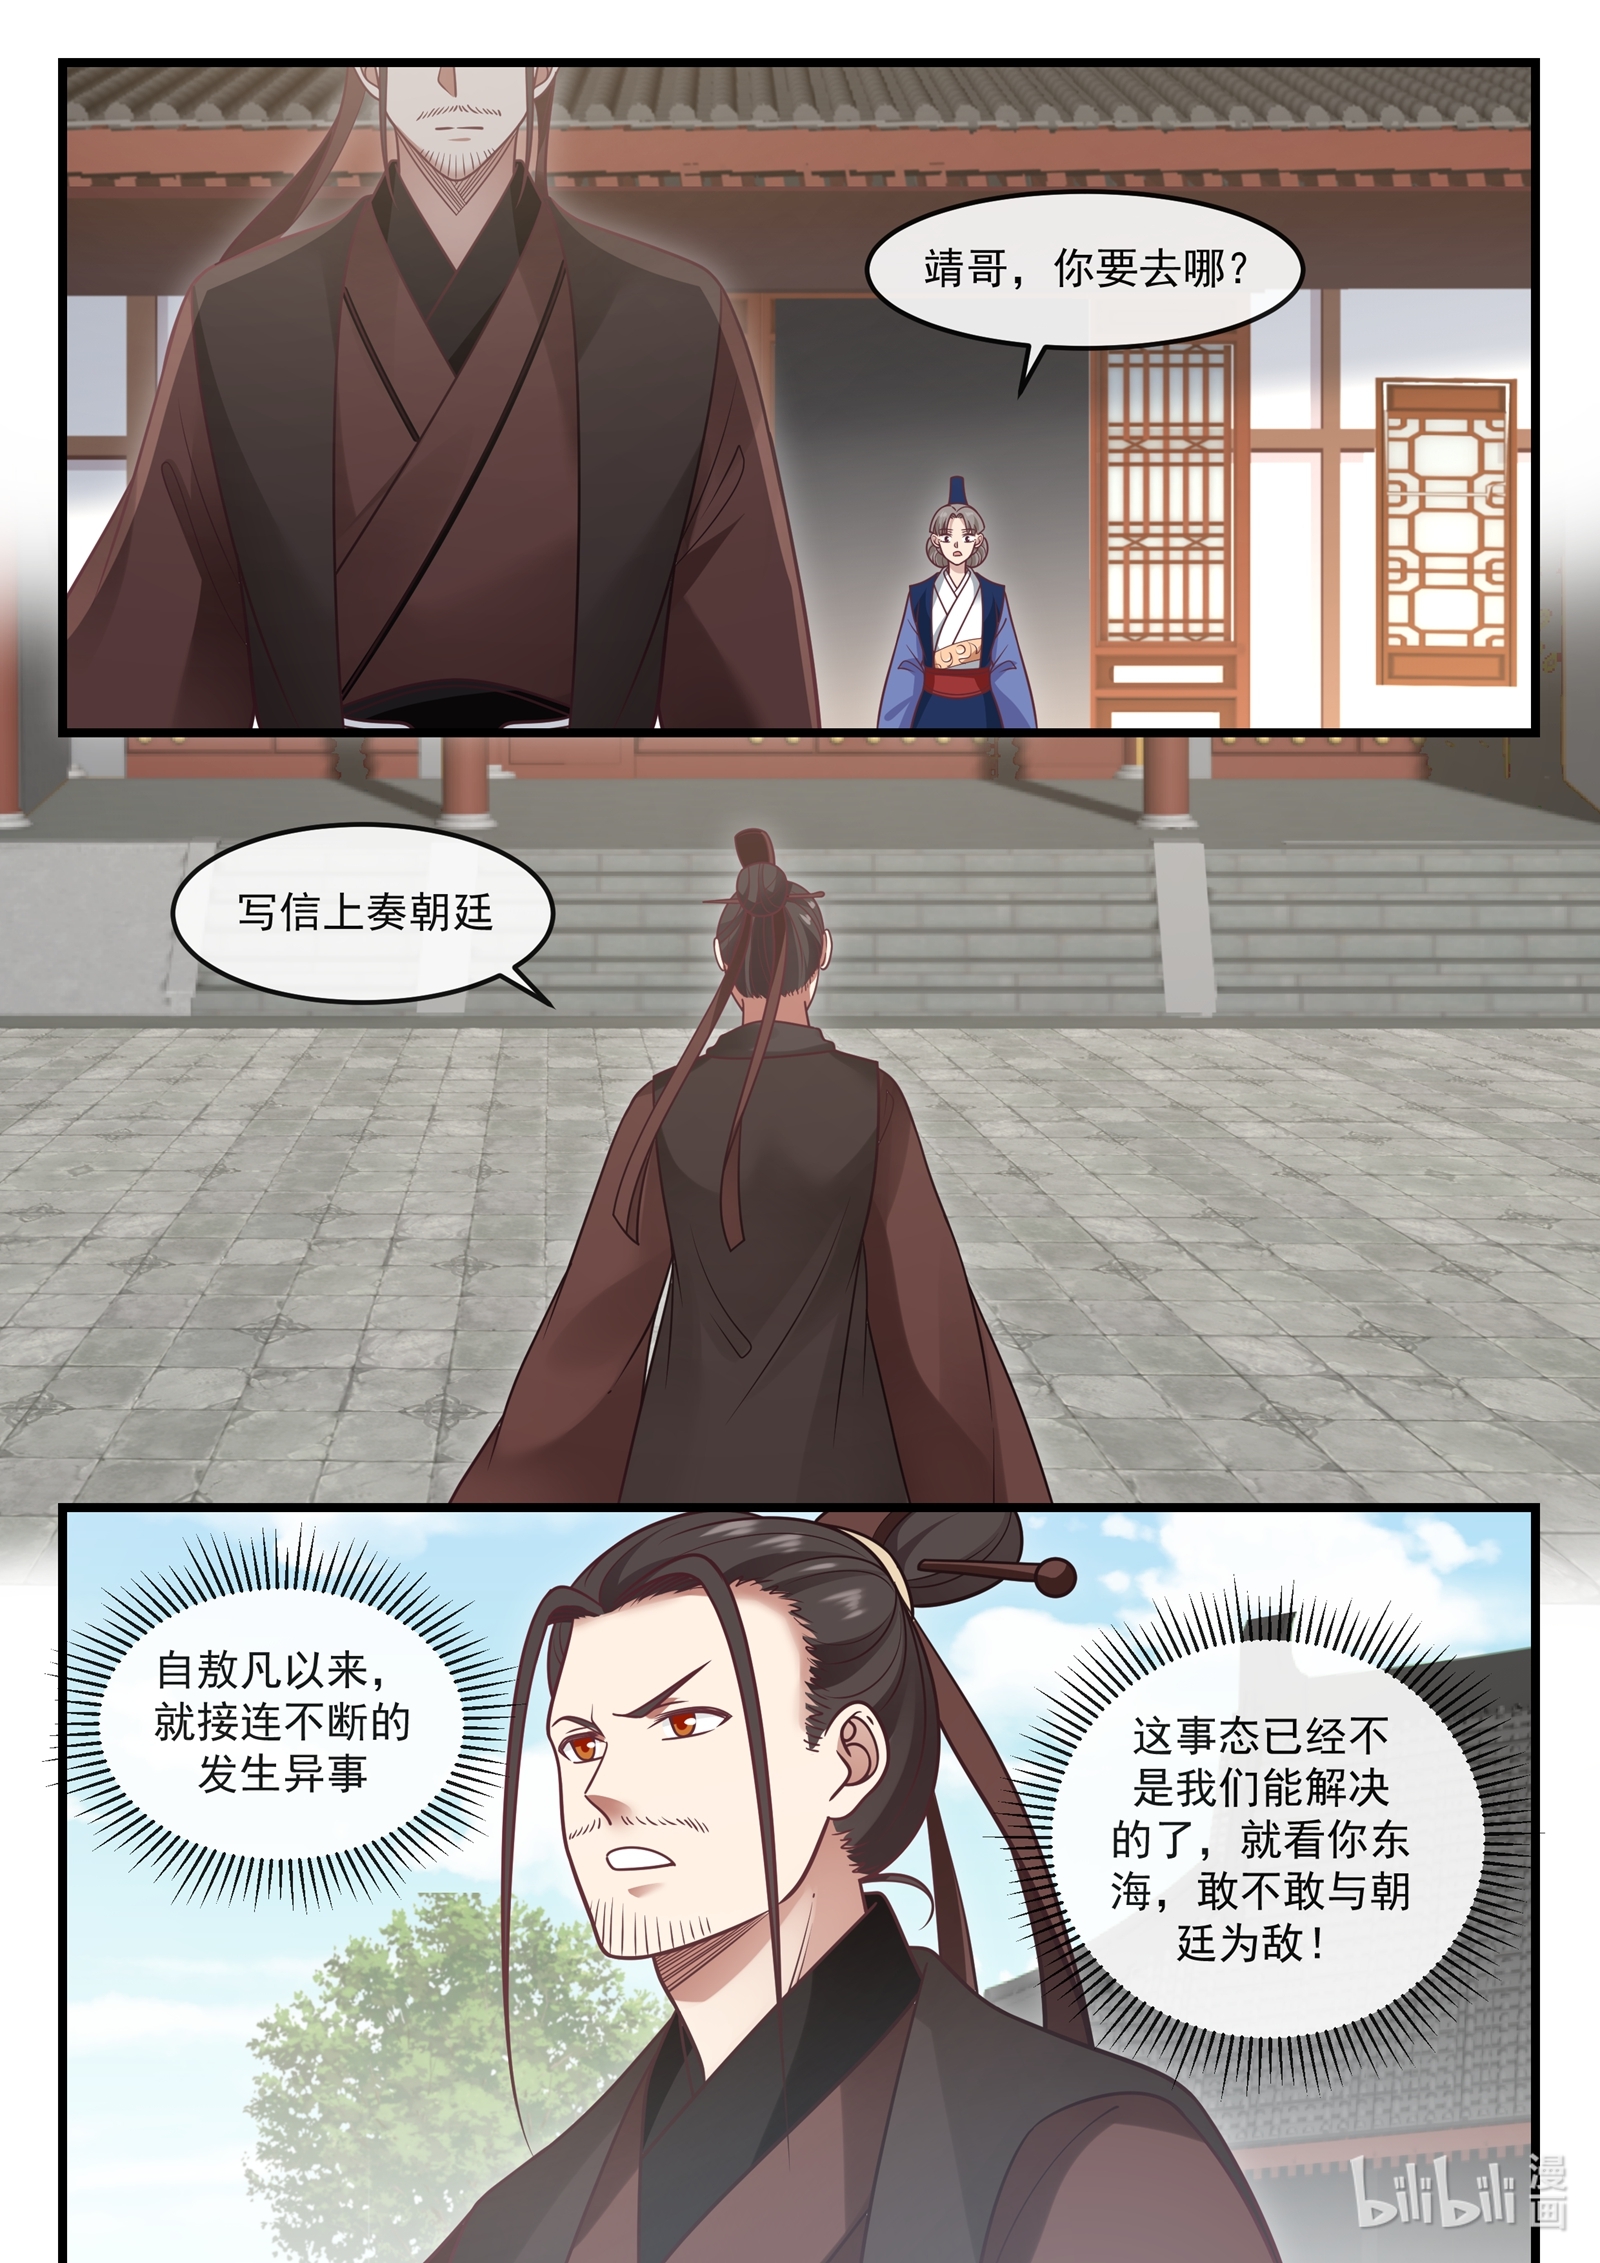 靖哥，你要去哪？
写信上奏朝廷
自敖凡以来，
就接连不断的
发生异事
这事态已经不
是我们能解决
的了，就看你东
海，敢不敢与朝
廷为敌！
bilibili
漫画